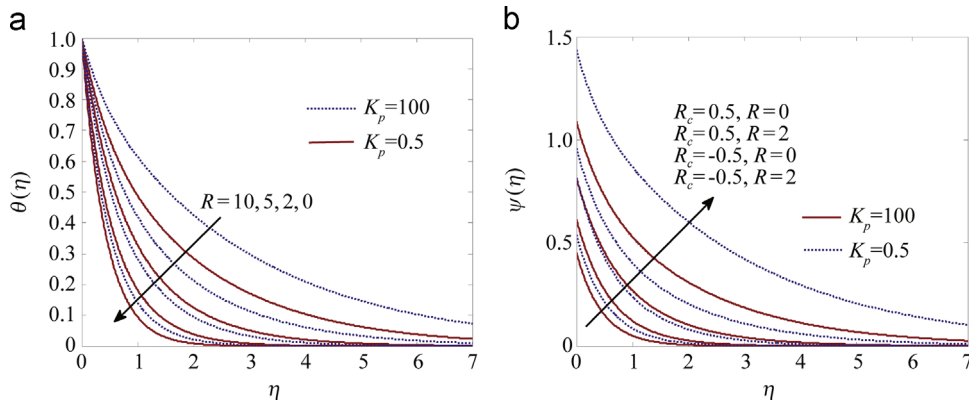 a
1.0
0.9
0.8
0.7
0.6
0.5
0.4
0.3
0.2
0.1
0
θ(η)
K_p=100
K_p=0.5
R=10, 5, 2, 0
0 1 2 3 4 5 6 7
η
b
1.5
1.0
0.5
0
ψ(η)
R_c=0.5, R=0
R_c=0.5, R=2
R_c=-0.5, R=0
R_c=-0.5, R=2
K_p=100
K_p=0.5
0 1 2 3 4 5 6 7
η